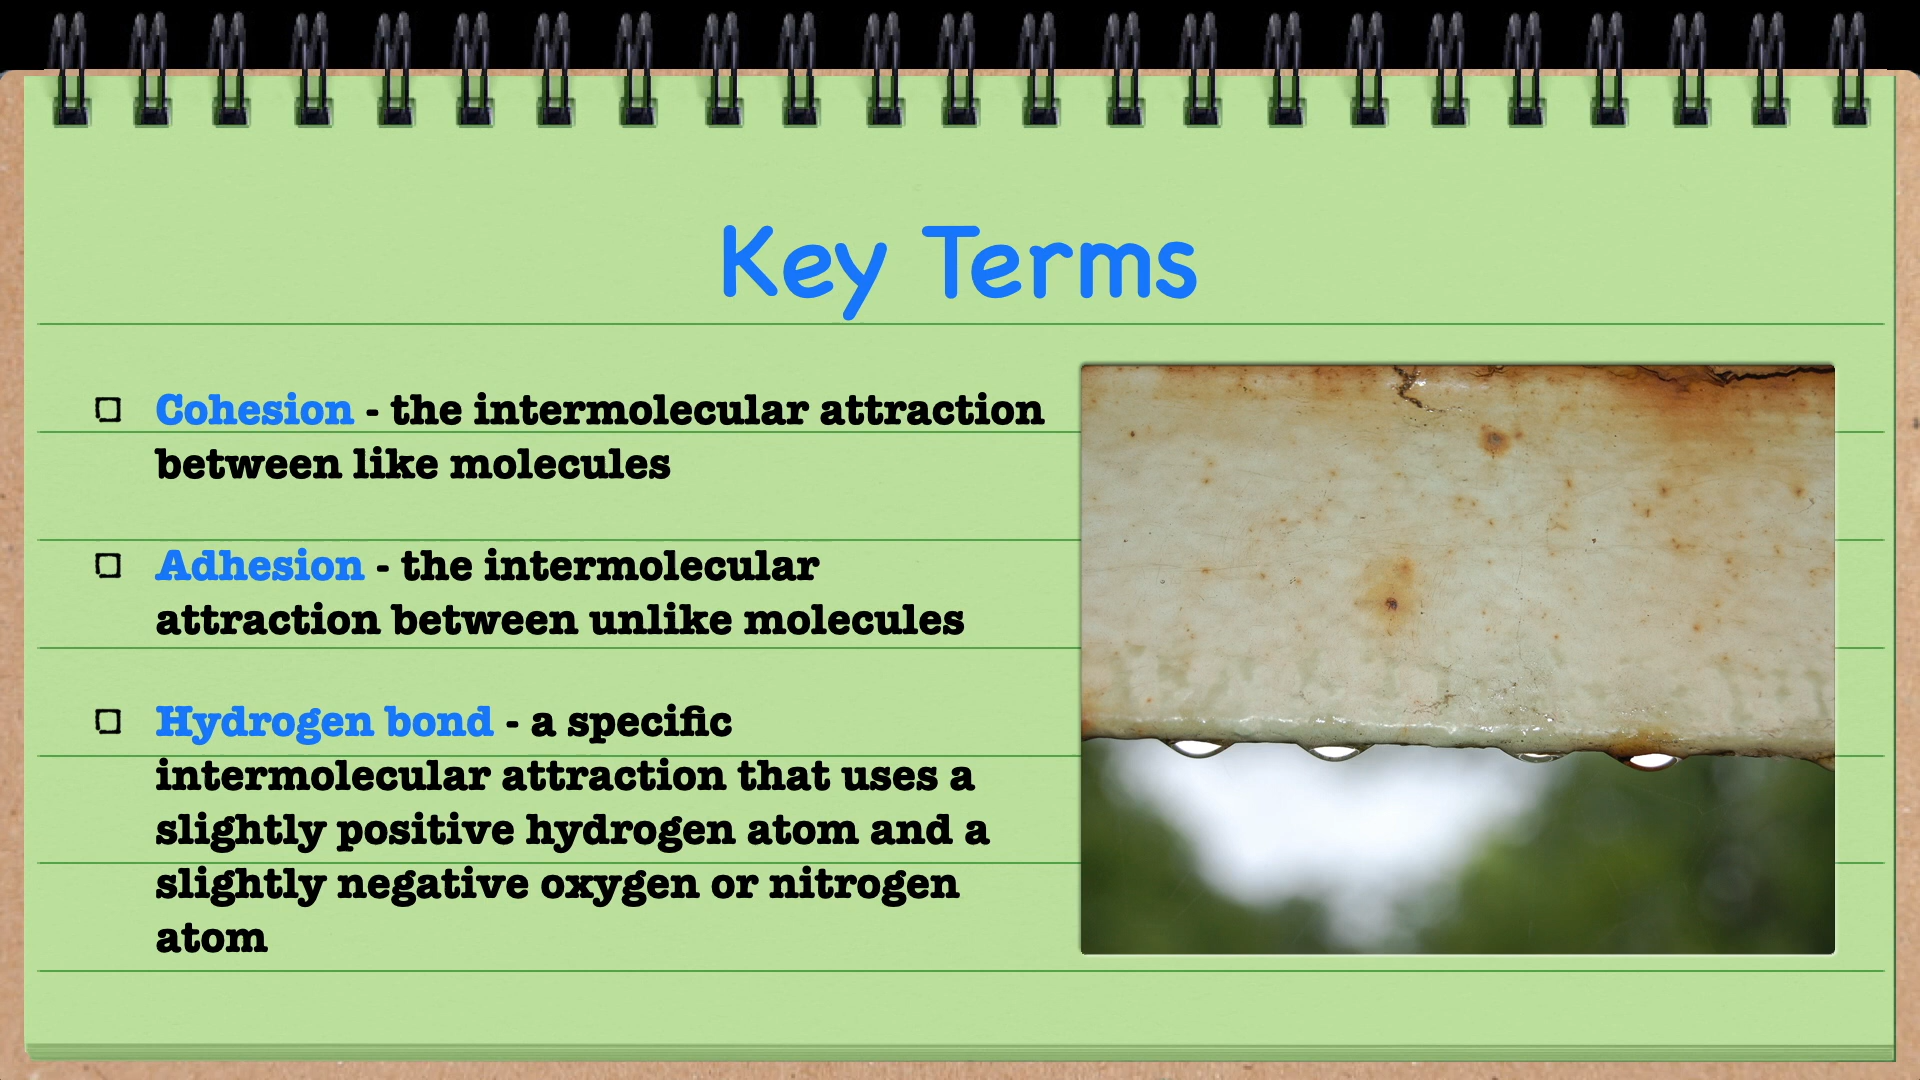 Key Terms
Cohesion - the intermolecular attraction
between like molecules
Adhesion - the intermolecular
attraction between unlike molecules
Hydrogen bond - a specific
intermolecular attraction that uses a
slightly positive hydrogen atom and a
slightly negative oxygen or nitrogen
atom